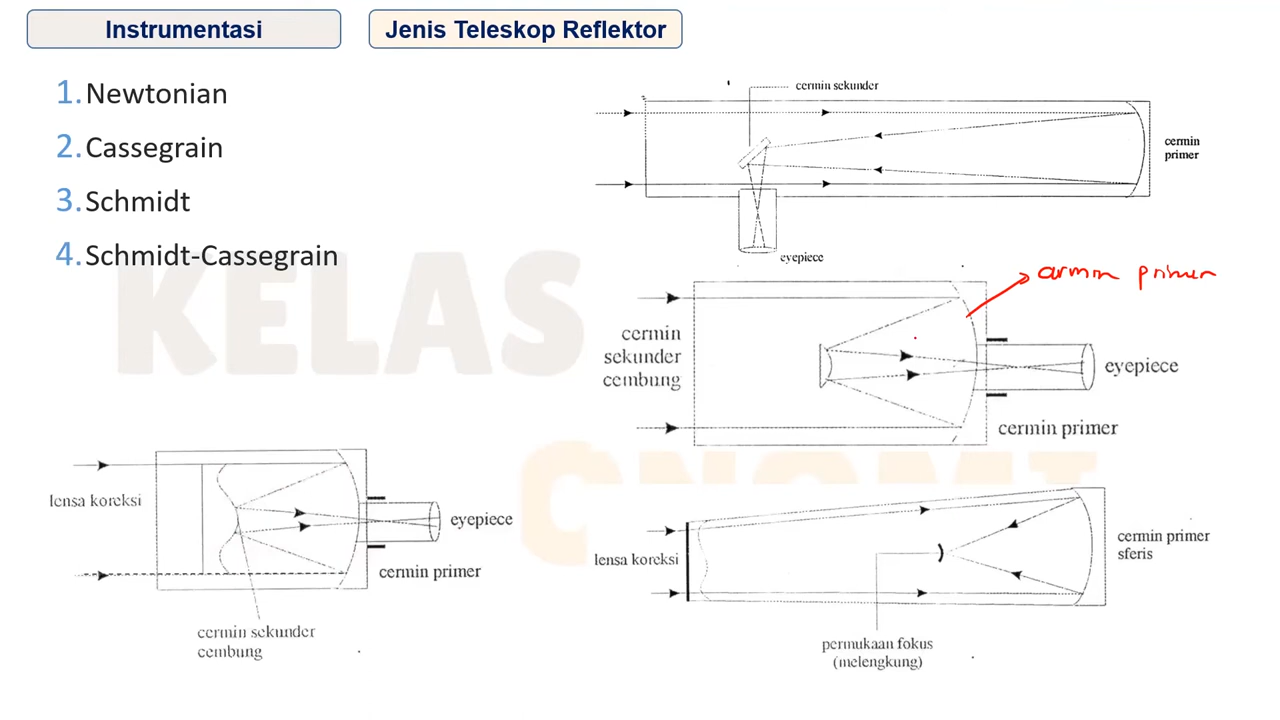 Instrumentasi
Jenis Teleskop Reflektor
1. Newtonian
2. Cassegrain
3. Schmidt
4. Schmidt-Cassegrain
cermin sekunder
cermin
primer
eyepiece
cermin primer
cermin
sekunder
cembung
eyepiece
cermin primer
KELAS
lensa koreksi
eyepiece
cermin primer
cermin sekunder
cembung
lensa koreksi
cermin primer
sferis
permukaan fokus
(melengkung)